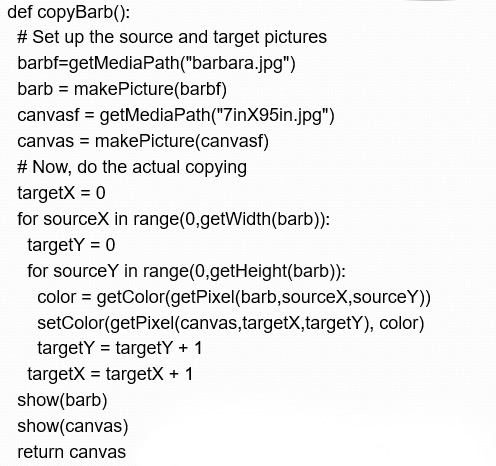 def copyBarb():
# Set up the source and target pictures
barbf=getMediaPath("barbara.jpg")
barb = makePicture(barbf)
canvasf = getMediaPath("7inX95in.jpg")
canvas = makePicture(canvasf)
# Now, do the actual copying
targetX = 0
for sourceX in range(0,getWidth(barb)):
targetY = 0
for sourceY in range(0,getHeight(barb)):
color = getColor(getPixel(barb,sourceX,sourceY))
setColor(getPixel(canvas,targetX,targetY), color)
targetY = targetY + 1
targetX = targetX + 1
show(barb)
show(canvas)
return canvas